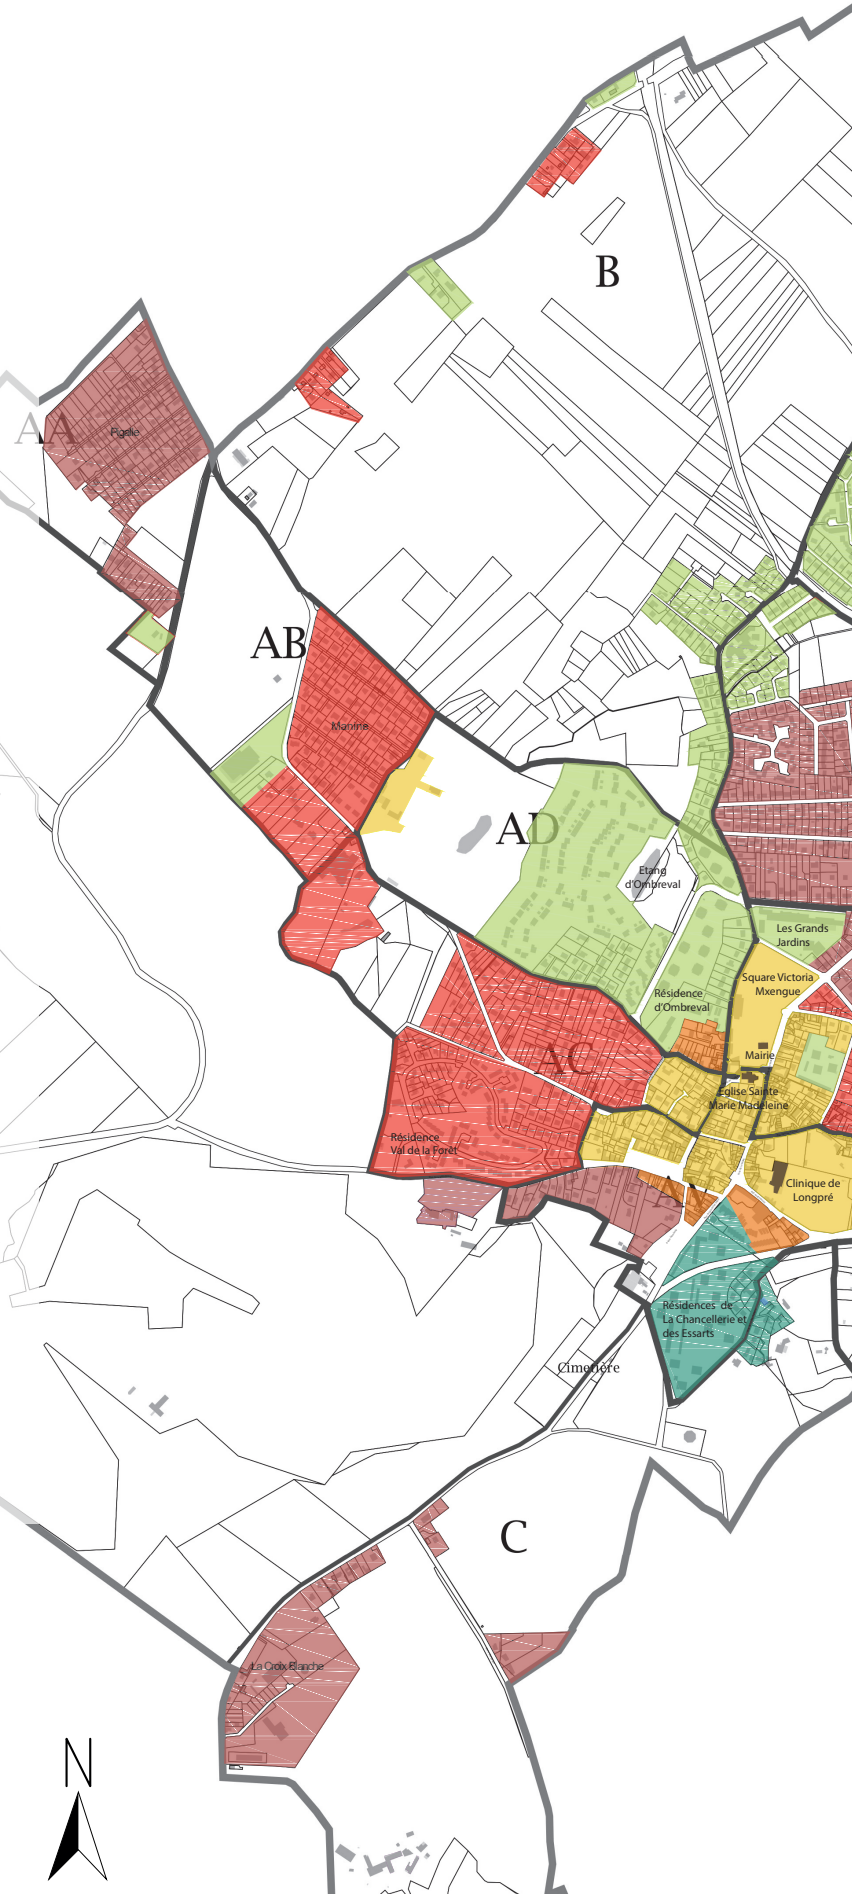 B
AA
Rigale
AB
Manine
AD
Etang
d'Ombreval
Les Grands
Jardins
Square Victoria
Mxengue
Résidence
d'Ombreval
Mairie
AC
Eglise Sainte
Marie Madeleine
Résidence
Val de la Forêt
Clinique de
Longpré
Résidences de
La Chancellerie et
des Essarts
Cimetière
C
La Croix Blanche
N